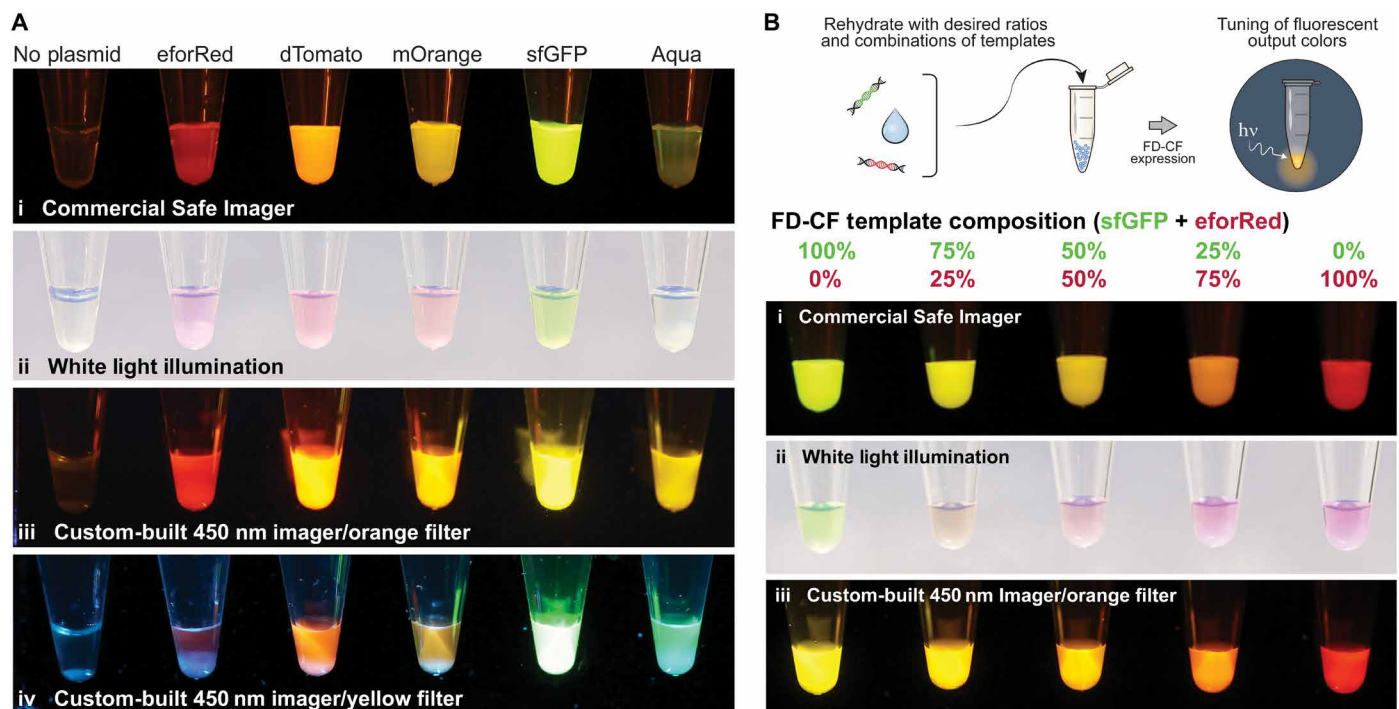 A
No plasmid eforRed dTomato mOrange sfGFP Aqua
i Commercial Safe Imager
ii White light illumination
iii Custom-built 450 nm imager/orange filter
iv Custom-built 450 nm imager/yellow filter
B
Rehydrate with desired ratios
and combinations of templates
hν
FD-CF
expression
Tuning of fluorescent
output colors
FD-CF template composition (sfGFP + eforRed)
100% 75% 50% 25% 0%
0% 25% 50% 75% 100%
i Commercial Safe Imager
ii White light illumination
iii Custom-built 450 nm Imager/orange filter